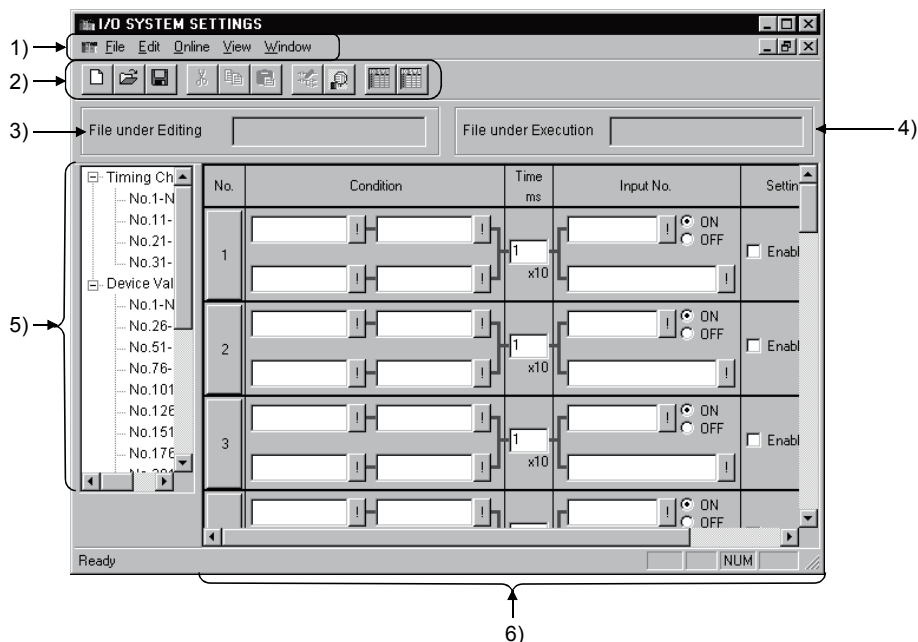 I/O SYSTEM SETTINGS
1)
File Edit Online View Window
2)
3)
File under Editing
File under Execution
4)
5)
Timing Ch
No.1-N
No.11-
No.21-
No.31-
Device Val
No.1-N
No.26-
No.51-
No.76-
No.101
No.126
No.151
No.176
No. Condition Time ms Input No. Settin
1
! ! 1 x10 ! ON OFF
! ! !
Enabl
2
! ! 1 x10 ! ON OFF
! ! !
Enabl
3
! ! 1 x10 ! ON OFF
! ! !
Enabl
! ! ! ON OFF
Ready
NUM
6)